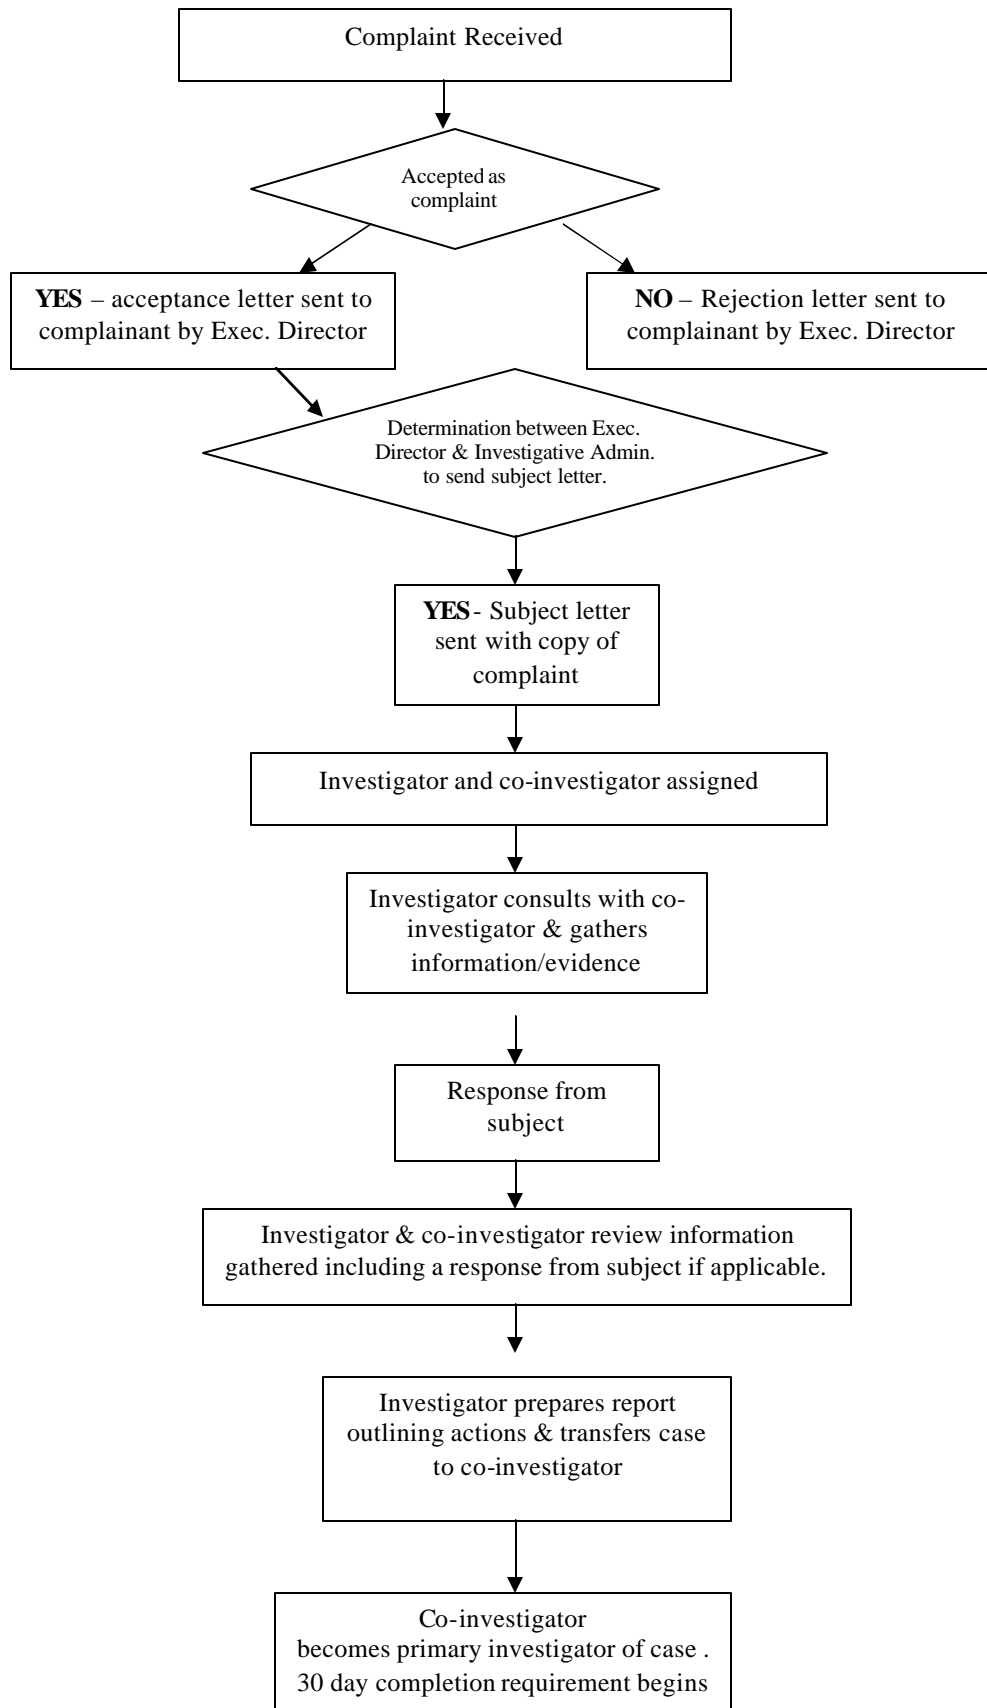 Complaint Received
Accepted as
complaint
YES – acceptance letter sent to
complainant by Exec. Director
NO – Rejection letter sent to
complainant by Exec. Director
Determination between Exec.
Director & Investigative Admin.
to send subject letter.
YES - Subject letter
sent with copy of
complaint
Investigator and co-investigator assigned
Investigator consults with co-
investigator & gathers
information/evidence
Response from
subject
Investigator & co-investigator review information
gathered including a response from subject if applicable.
Investigator prepares report
outlining actions & transfers case
to co-investigator
Co-investigator
becomes primary investigator of case .
30 day completion requirement begins